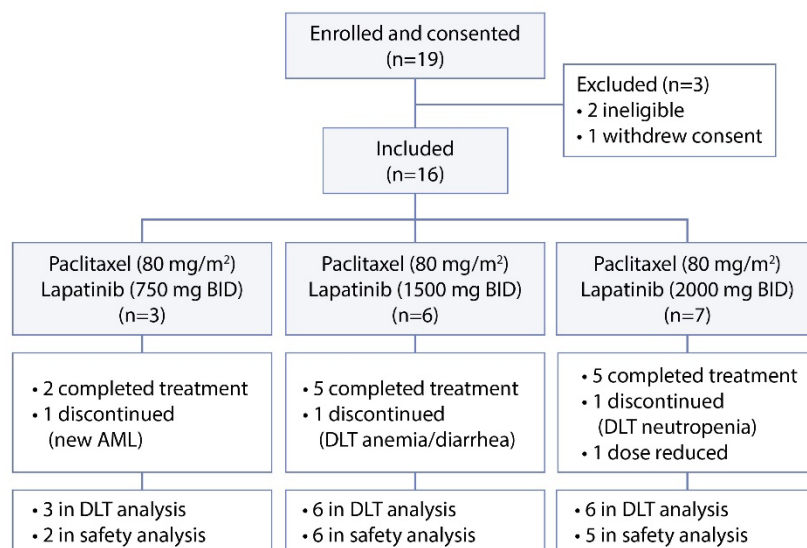 Enrolled and consented
(n=19)
Excluded (n=3)
• 2 ineligible
• 1 withdrew consent
Included
(n=16)
Paclitaxel (80 mg/m²)
Lapatinib (750 mg BID)
(n=3)
Paclitaxel (80 mg/m²)
Lapatinib (1500 mg BID)
(n=6)
Paclitaxel (80 mg/m²)
Lapatinib (2000 mg BID)
(n=7)
• 2 completed treatment
• 1 discontinued
(new AML)
• 5 completed treatment
• 1 discontinued
(DLT anemia/diarrhea)
• 5 completed treatment
• 1 discontinued
(DLT neutropenia)
• 1 dose reduced
• 3 in DLT analysis
• 2 in safety analysis
• 6 in DLT analysis
• 6 in safety analysis
• 6 in DLT analysis
• 5 in safety analysis